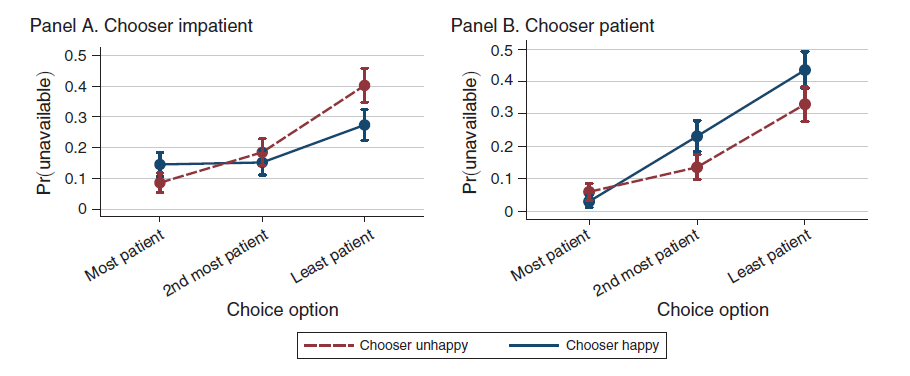 Panel A. Chooser impatient
Pr(unavailable)
0.5
0.4
0.3
0.2
0.1
0
Most patient
2nd most patient
Least patient
Choice option
Panel B. Chooser patient
Pr(unavailable)
0.5
0.4
0.3
0.2
0.1
0
Most patient
2nd most patient
Least patient
Choice option
Chooser unhappy
Chooser happy